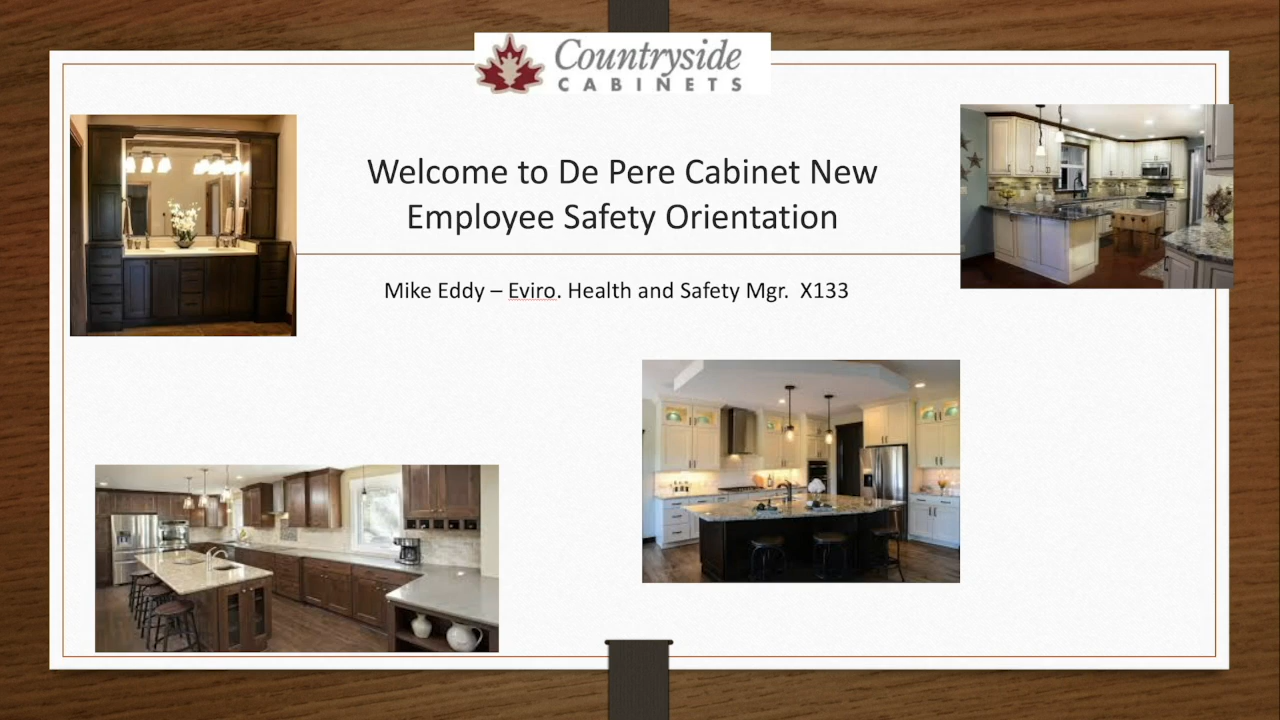 Countryside
CABINETS
Welcome to De Pere Cabinet New
Employee Safety Orientation
Mike Eddy – Eviro. Health and Safety Mgr.  X133